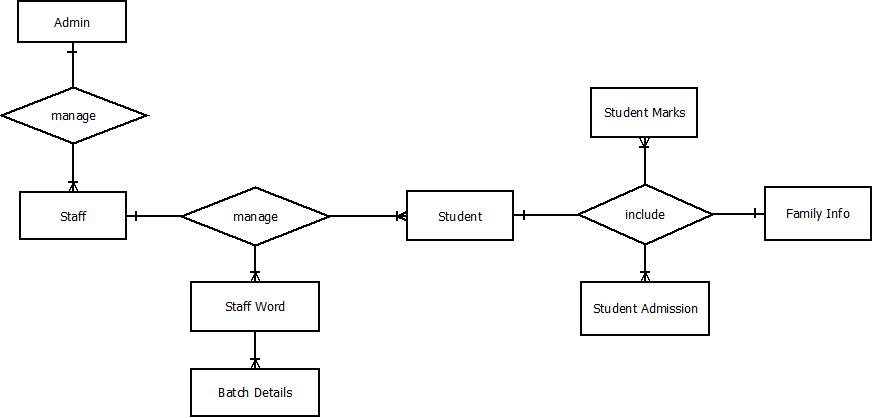 Admin
manage
Student Marks
Staff
manage
Student
include
Family Info
Staff Word
Student Admission
Batch Details